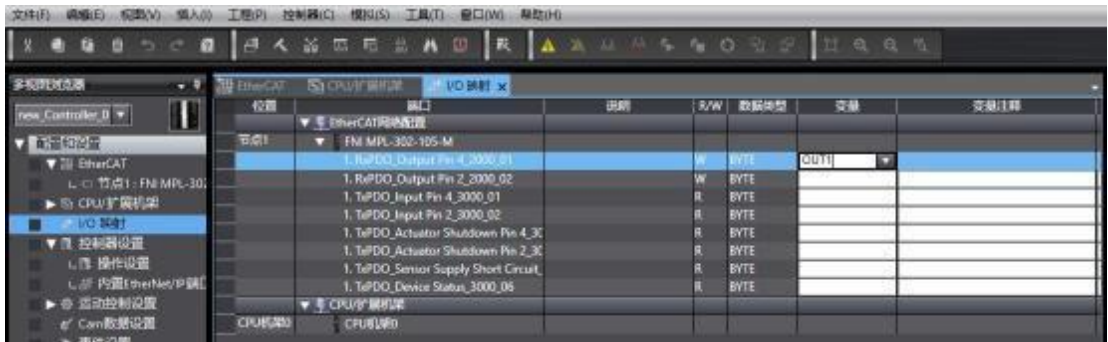 文件(F) 编辑(E) 视图(V) 插入(I) 工程(P) 控制器(C) 模拟(S) 工具(T) 窗口(W) 帮助(H)
多视图浏览器
EtherCAT CPU/扩展机架 I/O 映射
new_Controller_0
配置和设置
EtherCAT
节点1 : FNI MPL-302
CPU/扩展机架
I/O 映射
控制器设置
操作设置
内置EtherNet/IP端口
运动控制设置
Cam数据设置
位置 端口 说明 R/W 数据类型 变量 变量注释
EtherCAT网络配置
节点1 FNI MPL-302-105-M
1. RxPDO_Output Pin 4_2000_01 W BYTE OUT1
1. RxPDO_Output Pin 2_2000_02 W BYTE
1. TxPDO_Input Pin 4_3000_01 R BYTE
1. TxPDO_Input Pin 2_3000_02 R BYTE
1. TxPDO_Actuator Shutdown Pin 4_3C R BYTE
1. TxPDO_Actuator Shutdown Pin 2_3C R BYTE
1. TxPDO_Sensor Supply Short Circuit_ R BYTE
1. TxPDO_Device Status_3000_06 R BYTE
CPU/扩展机架
CPU机架0 CPU机架0